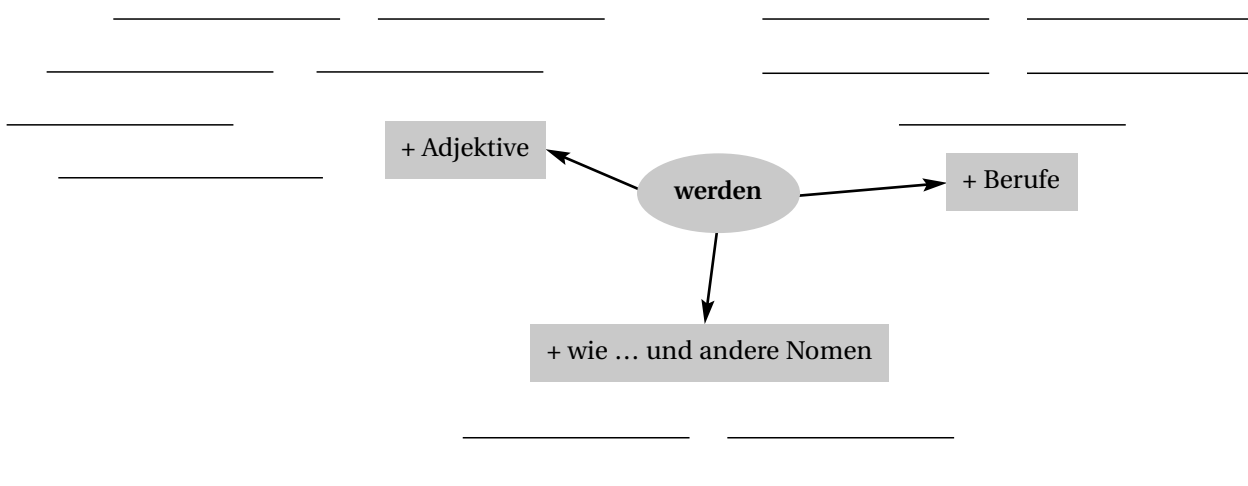 + Adjektive
werden
+ Berufe
+ wie … und andere Nomen